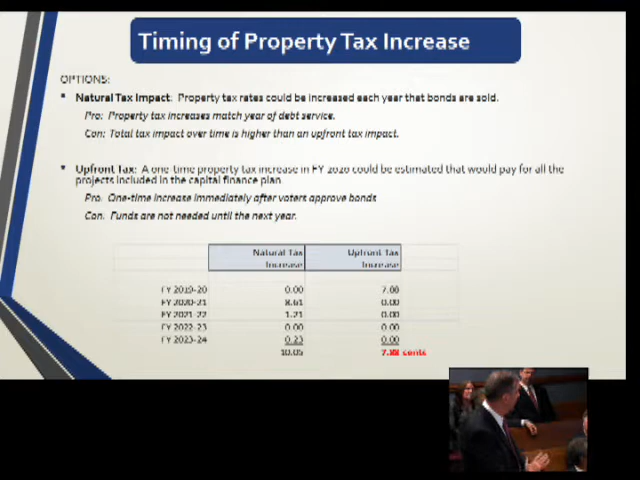 Timing of Property Tax Increase
OPTIONS:
Natural Tax Impact: Property tax rates could be increased each year that bonds are sold.
Pro: Property tax increases match year of debt service.
Con: Total tax impact over time is higher than an upfront tax impact.
Upfront Tax: A one-time property tax increase in FY 2020 could be estimated that would pay for all the
projects included in the capital finance plan.
Pro: One-time increase immediately after voters approve bonds
Con: Funds are not needed until the next year.
Natural Tax Upfront Tax
Increase Increase
FY 2019-20 0.00
FY 2020-21 8.61 0.00
FY 2021-22 1.21 0.00
FY 2022-23 0.00 0.00
FY 2023-24 0.23 0.00
10.05 cents